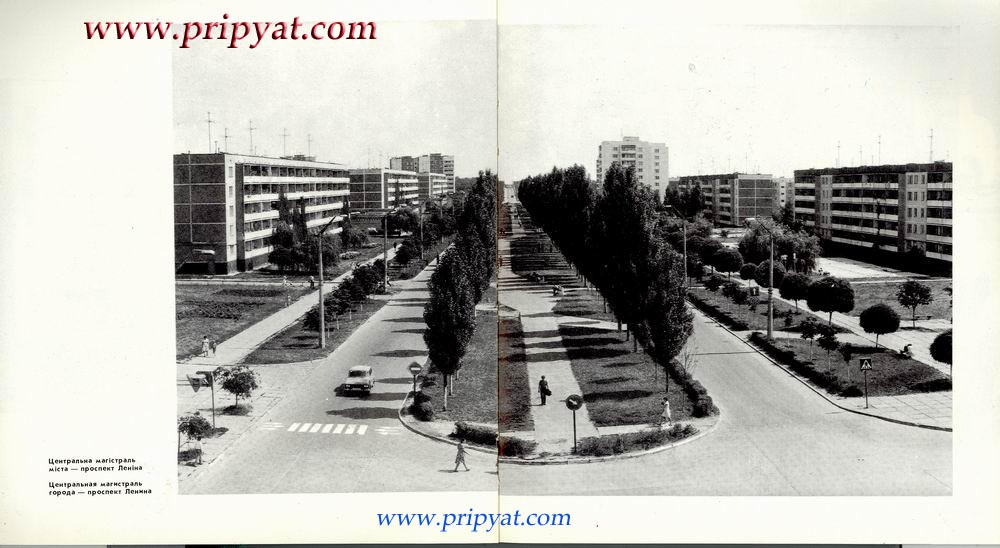 www.pripyat.com
Центральна магістраль
міста — проспект Леніна
Центральная магистраль
города — проспект Ленина
www.pripyat.com